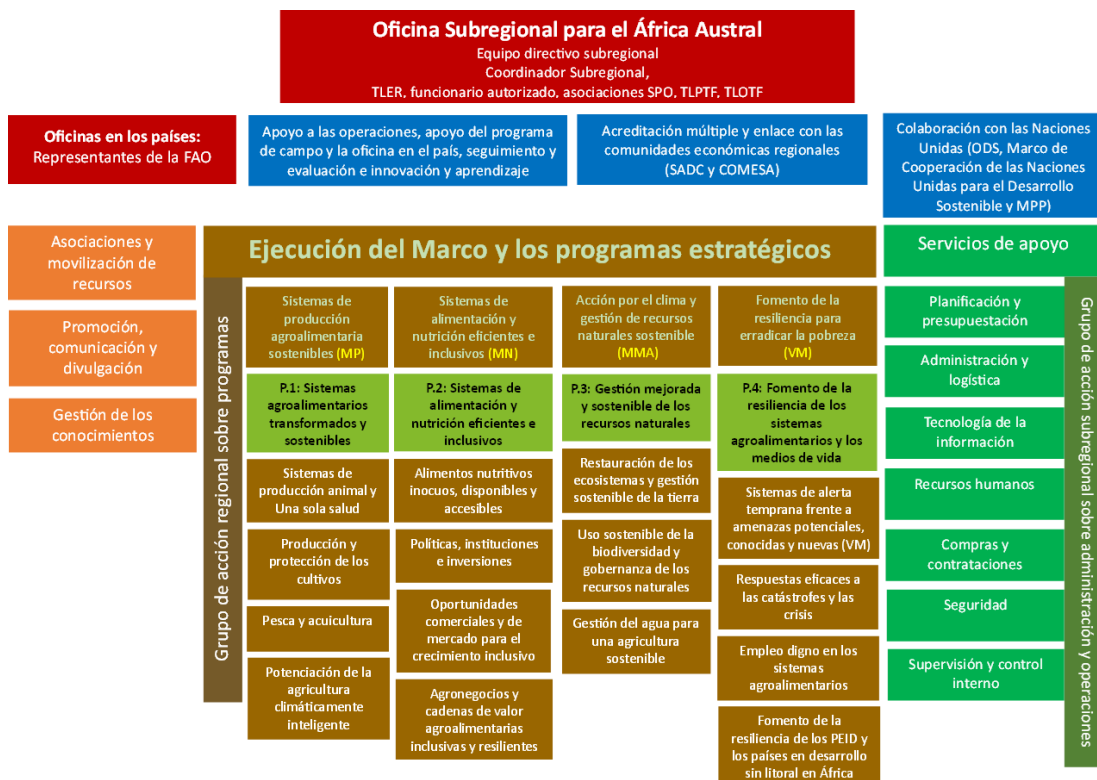 Oficina Subregional para el África Austral
Equipo directivo subregional
Coordinador Subregional,
TLER, funcionario autorizado, asociaciones SPO, TLPTF, TLOTF
Oficinas en los países:
Representantes de la FAO
Apoyo a las operaciones, apoyo del programa
de campo y la oficina en el país, seguimiento y
evaluación e innovación y aprendizaje
Acreditación múltiple y enlace con las
comunidades económicas regionales
(SADC y COMESA)
Colaboración con las Naciones
Unidas (ODS, Marco de
Cooperación de las Naciones
Unidas para el Desarrollo
Sostenible y MPP)
Asociaciones y
movilización de
recursos
Promoción,
comunicación y
divulgación
Gestión de los
conocimientos
Ejecución del Marco y los programas estratégicos
Grupo de acción regional sobre programas
Sistemas de
producción
agroalimentaria
sostenibles (MP)
P.1: Sistemas
agroalimentarios
transformados y
sostenibles
Sistemas de
producción animal y
Una sola salud
Producción y
protección de los
cultivos
Pesca y acuicultura
Potenciación de la
agricultura
climáticamente
inteligente
Sistemas de
alimentación y
nutrición eficientes e
inclusivos (MN)
P.2: Sistemas de
alimentación y
nutrición eficientes e
inclusivos
Alimentos nutritivos
inocuos, disponibles y
accesibles
Políticas, instituciones
e inversiones
Oportunidades
comerciales y de
mercado para el
crecimiento inclusivo
Agronegocios y
cadenas de valor
agroalimentarias
inclusivas y resilientes
Acción por el clima y
gestión de recursos
naturales sostenible
(MMA)
P.3: Gestión mejorada
y sostenible de los
recursos naturales
Restauración de los
ecosistemas y gestión
sostenible de la tierra
Uso sostenible de la
biodiversidad y
gobernanza de los
recursos naturales
Gestión del agua para
una agricultura
sostenible
Fomento de la
resiliencia para
erradicar la pobreza
(VM)
P.4: Fomento de la
resiliencia de los
sistemas
agroalimentarios y los
medios de vida
Sistemas de alerta
temprana frente a
amenazas potenciales,
conocidas y nuevas (VM)
Respuestas eficaces a
las catástrofes y las
crisis
Empleo digno en los
sistemas
agroalimentarios
Fomento de la
resiliencia de los PEID y
los países en desarrollo
sin litoral en África
Servicios de apoyo
Planificación y
presupuestación
Administración y
logística
Tecnología de la
información
Recursos humanos
Compras y
contrataciones
Seguridad
Supervisión y control
interno
Grupo de acción subregional sobre administración y operaciones